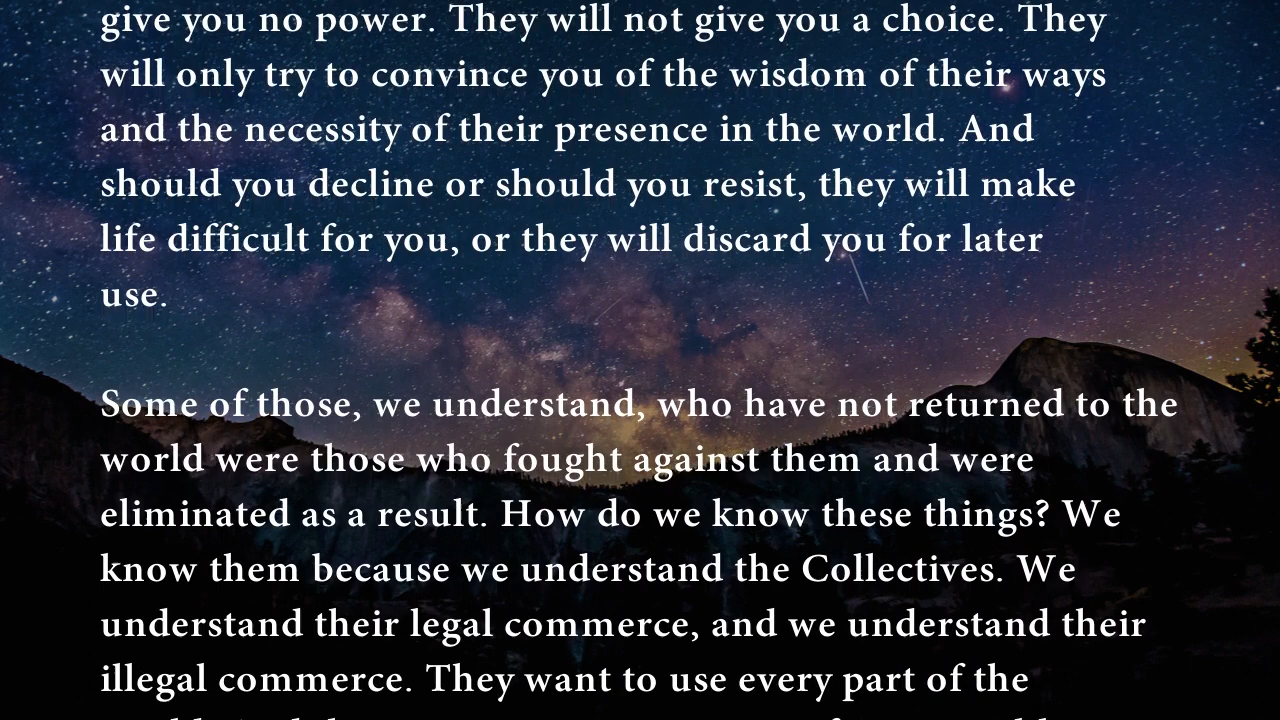 give you no power. They will not give you a choice. They
will only try to convince you of the wisdom of their ways
and the necessity of their presence in the world. And
should you decline or should you resist, they will make
life difficult for you, or they will discard you for later
use.
Some of those, we understand, who have not returned to the
world were those who fought against them and were
eliminated as a result. How do we know these things? We
know them because we understand the Collectives. We
understand their legal commerce, and we understand their
illegal commerce. They want to use every part of the